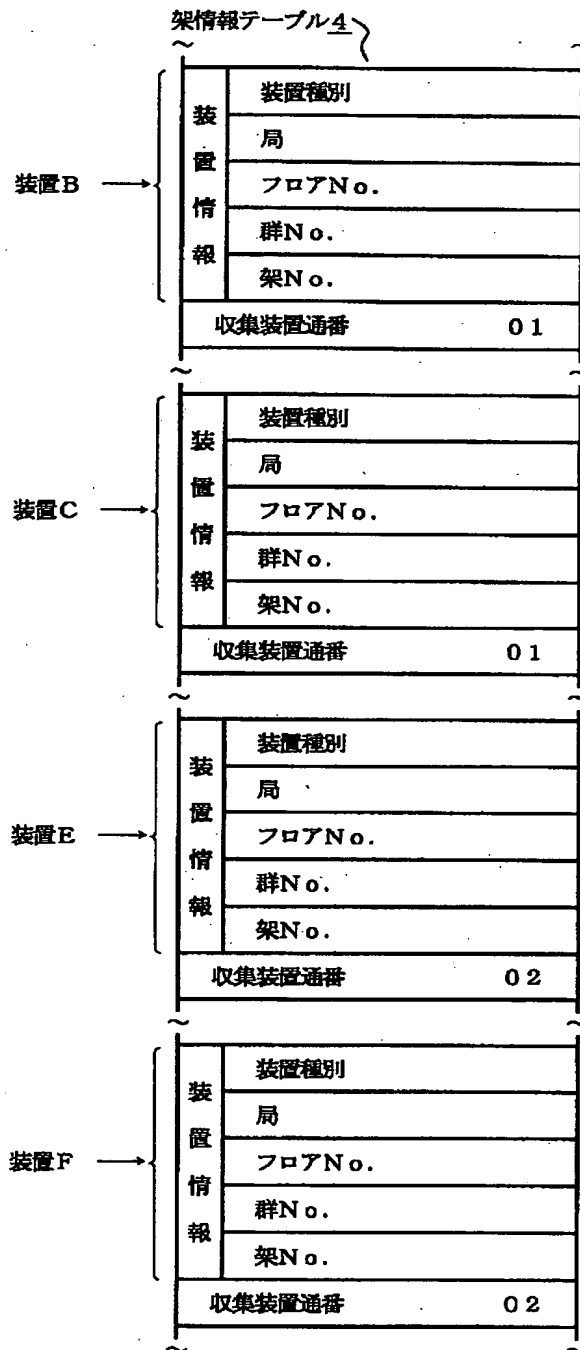 架情報テーブル4
装置B
装置情報
装置種別
局
フロアNo.
群No.
架No.
収集装置通番 01
装置C
装置情報
装置種別
局
フロアNo.
群No.
架No.
収集装置通番 01
装置E
装置情報
装置種別
局
フロアNo.
群No.
架No.
収集装置通番 02
装置F
装置情報
装置種別
局
フロアNo.
群No.
架No.
収集装置通番 02